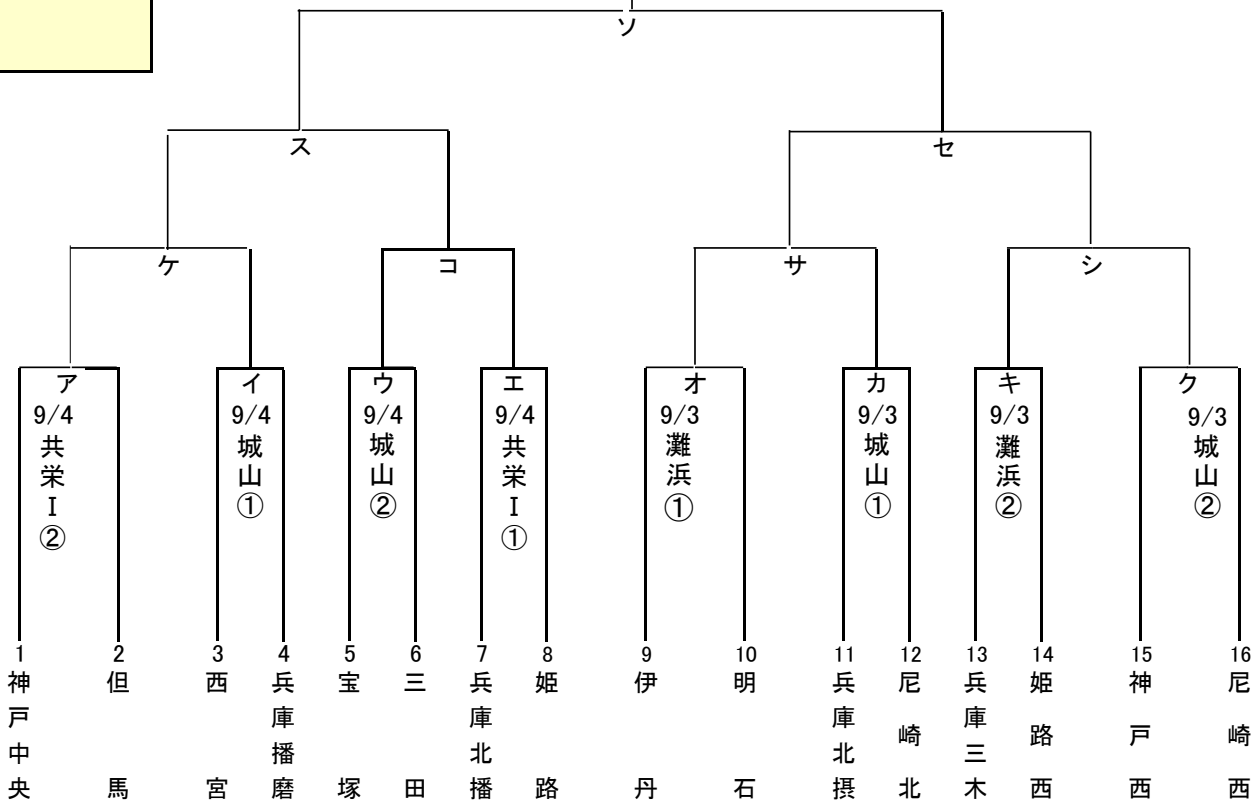 ソ
ス
セ
ケ
コ
サ
シ
ア
9/4
共栄Ⅰ②
イ
9/4
城山①
ウ
9/4
城山②
エ
9/4
共栄Ⅰ①
オ
9/3
灘浜①
カ
9/3
城山①
キ
9/3
灘浜②
ク
9/3
城山②
1
神戸中央
2
但馬
3
西宮
4
兵庫播磨
5
宝塚
6
三田
7
兵庫北播
8
姫路
9
伊丹
10
明石
11
兵庫北摂
12
尼崎北
13
兵庫三木
14
姫路西
15
神戸西
16
尼崎西